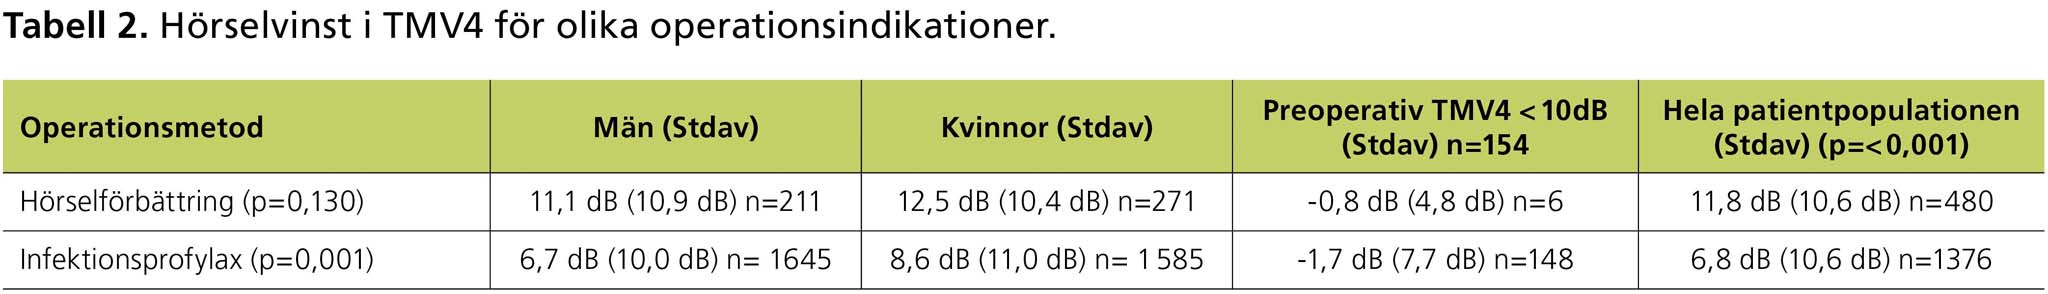 Tabell 2. Hörselvinst i TMV4 för olika operationsindikationer.
Operationsmetod Män (Stdav) Kvinnor (Stdav) Preoperativ TMV4 <10dB (Stdav) n=154 Hela patientpopulationen (Stdav) (p=<0,001)
Hörselförbättring (p=0,130) 11,1 dB (10,9 dB) n=211 12,5 dB (10,4 dB) n=271 -0,8 dB (4,8 dB) n=6 11,8 dB (10,6 dB) n=480
Infektionsprofylax (p=0,001) 6,7 dB (10,0 dB) n= 1645 8,6 dB (11,0 dB) n= 1 585 -1,7 dB (7,7 dB) n=148 6,8 dB (10,6 dB) n=1376